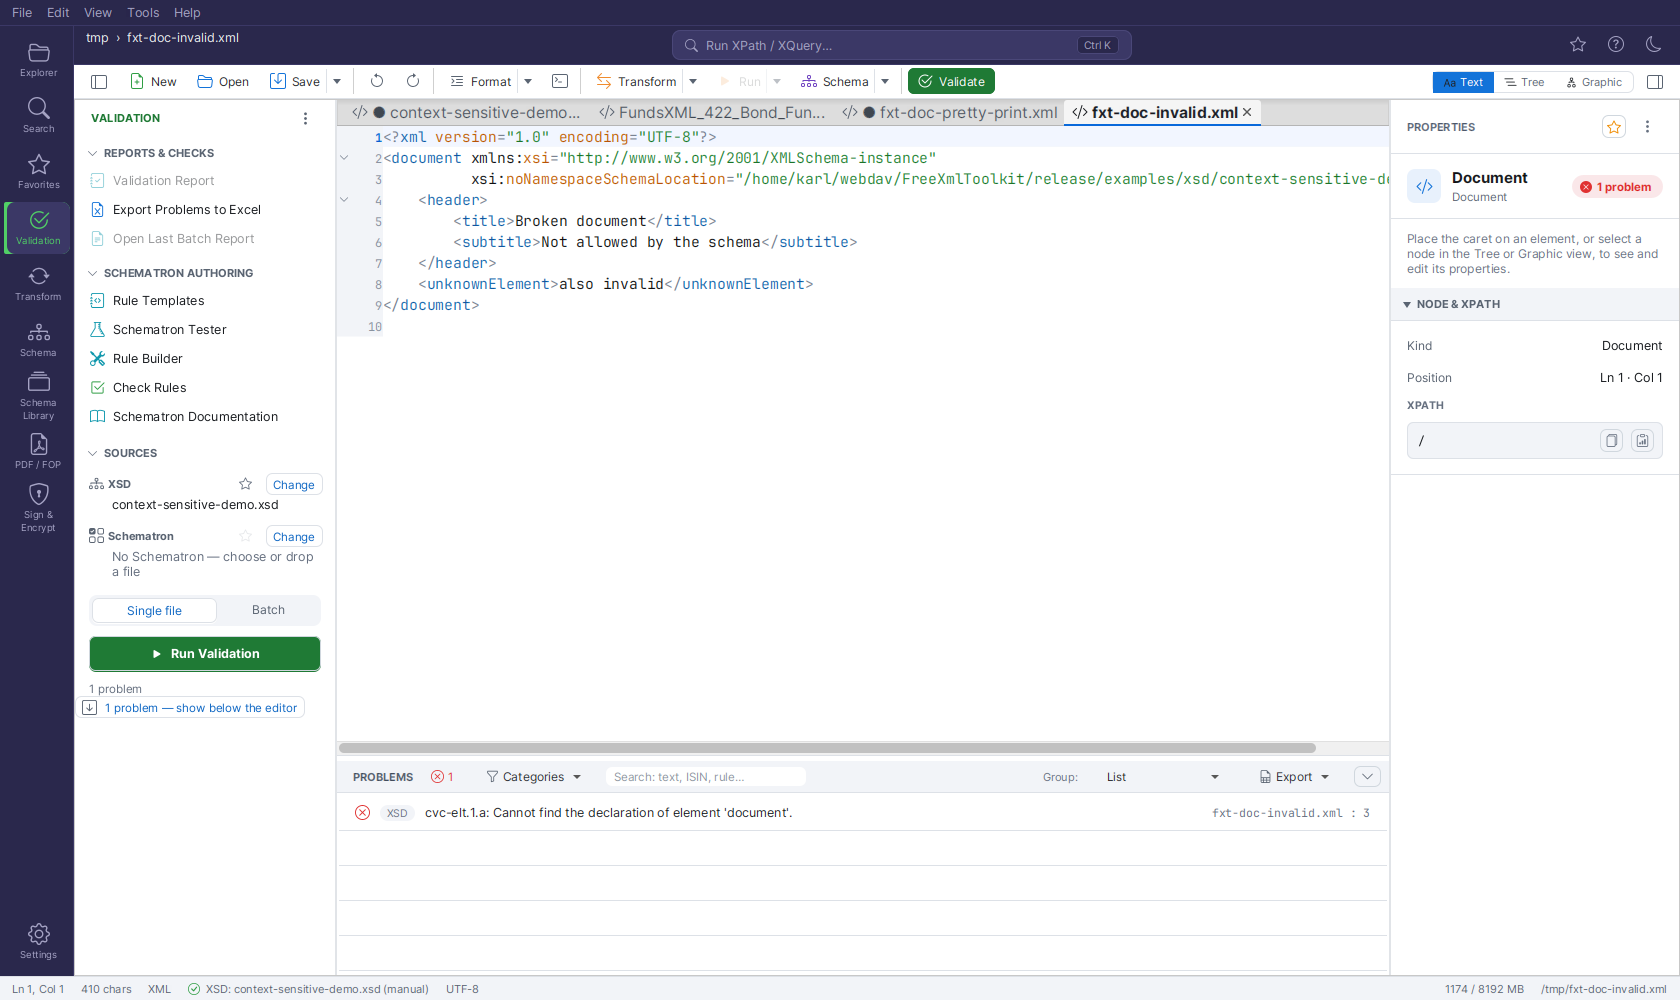 File Edit View Tools Help
tmp › fxt-doc-invalid.xml
Run XPath / XQuery... Ctrl K
New Open Save Format Transform Run Schema Validate
Aa Text Tree Graphic
Explorer
Search
Favorites
Validation
Transform
Schema
Schema
Library
PDF / FOP
Sign &
Encrypt
Settings
VALIDATION
REPORTS & CHECKS
Validation Report
Export Problems to Excel
Open Last Batch Report
SCHEMATRON AUTHORING
Rule Templates
Schematron Tester
Rule Builder
Check Rules
Schematron Documentation
SOURCES
XSD Change
context-sensitive-demo.xsd
Schematron Change
No Schematron — choose or drop
a file
Single file Batch
Run Validation
1 problem
1 problem — show below the editor
context-sensitive-demo... FundsXML_422_Bond_Fun... fxt-doc-pretty-print.xml fxt-doc-invalid.xml
1 <?xml version="1.0" encoding="UTF-8"?>
2 <document xmlns:xsi="http://www.w3.org/2001/XMLSchema-instance"
3 xsi:noNamespaceSchemaLocation="/home/karl/webdav/FreeXmlToolkit/release/examples/xsd/context-sensitive-de
4 <header>
5 <title>Broken document</title>
6 <subtitle>Not allowed by the schema</subtitle>
7 </header>
8 <unknownElement>also invalid</unknownElement>
9 </document>
10
PROBLEMS 1 Categories Search: text, ISIN, rule... Group: List Export
XSD cvc-elt.1.a: Cannot find the declaration of element 'document'. fxt-doc-invalid.xml : 3
PROPERTIES
Document
Document
1 problem
Place the caret on an element, or select a
node in the Tree or Graphic view, to see and
edit its properties.
NODE & XPATH
Kind Document
Position Ln 1 · Col 1
XPATH
/
Ln 1, Col 1 410 chars XML XSD: context-sensitive-demo.xsd (manual) UTF-8 1174 / 8192 MB /tmp/fxt-doc-invalid.xml